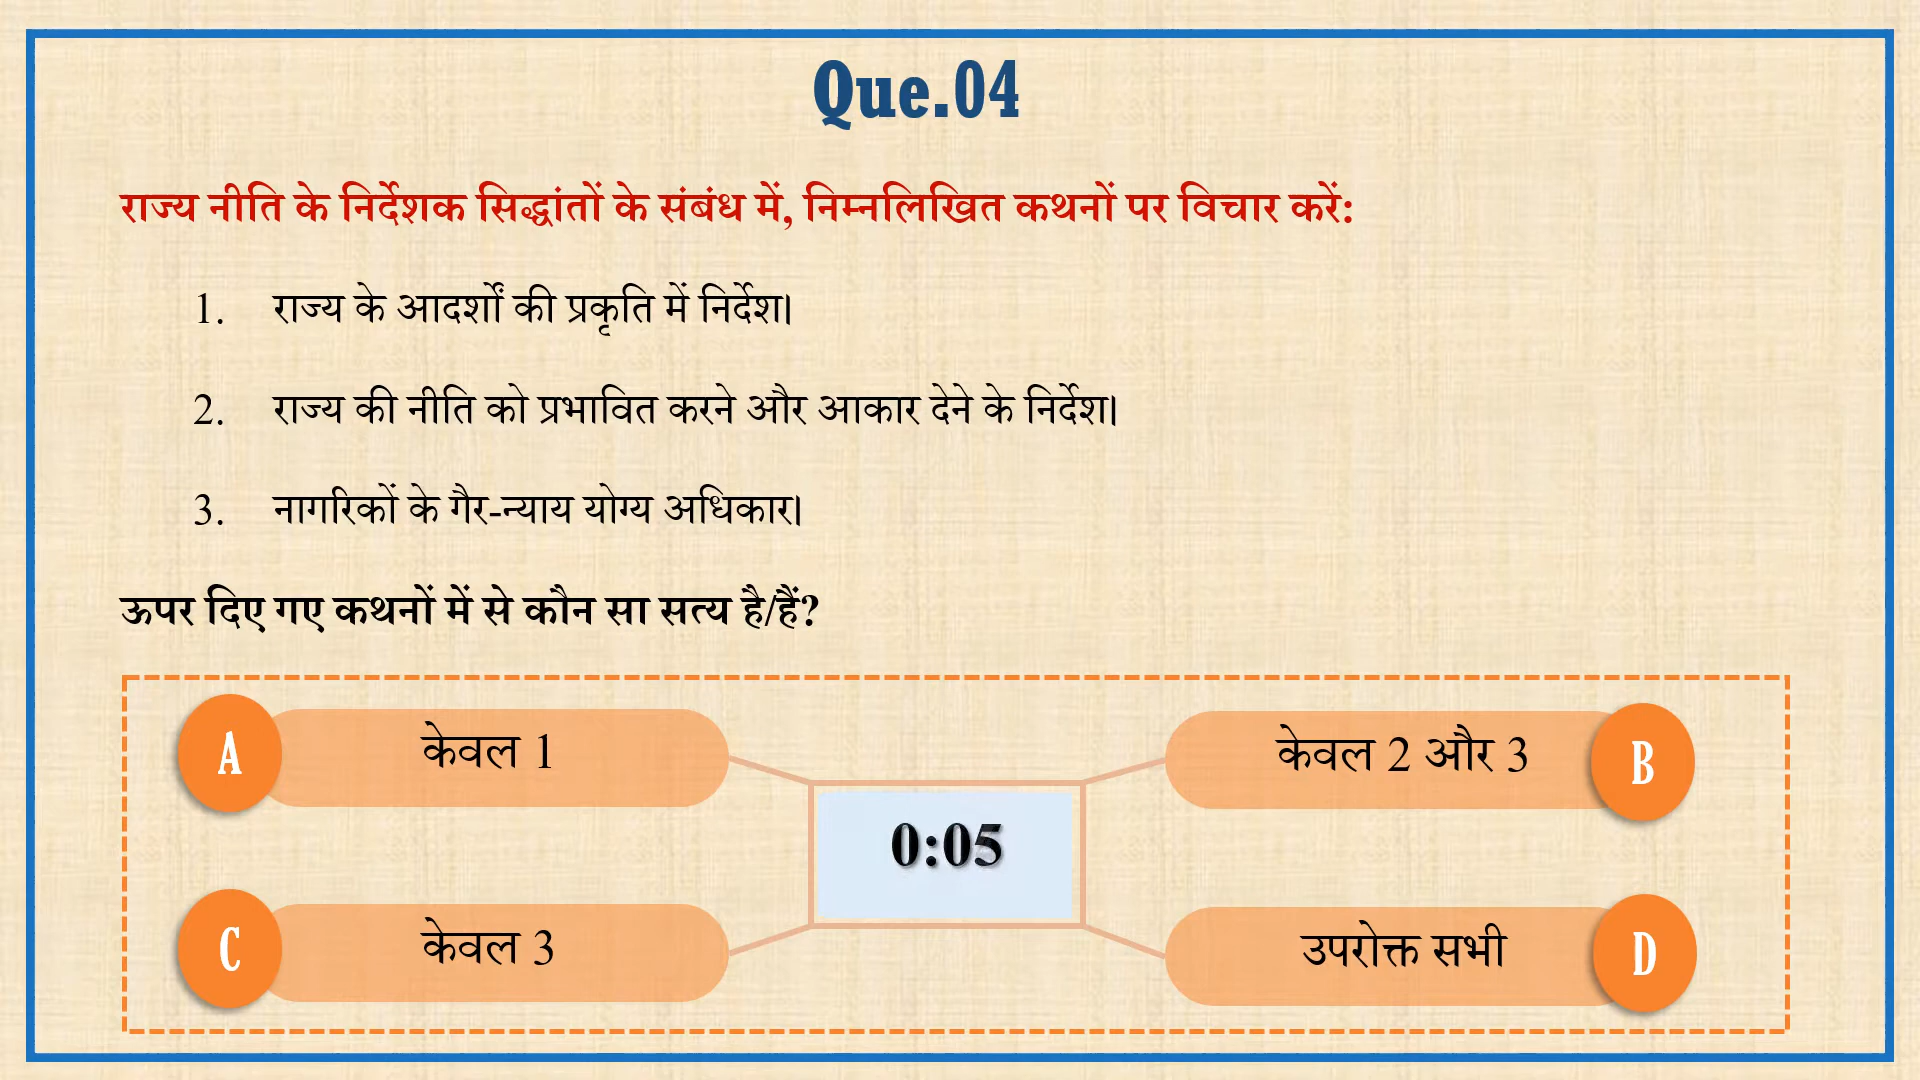 Que.04
राज्य नीति के निर्देशक सिद्धांतों के संबंध में, निम्नलिखित कथनों पर विचार करें:
1. राज्य के आदर्शों की प्रकृति में निर्देश।
2. राज्य की नीति को प्रभावित करने और आकार देने के निर्देश।
3. नागरिकों के गैर-न्याय योग्य अधिकार।
ऊपर दिए गए कथनों में से कौन सा सत्य है/हैं?
A केवल 1
केवल 2 और 3 B
0:05
C केवल 3
उपरोक्त सभी D